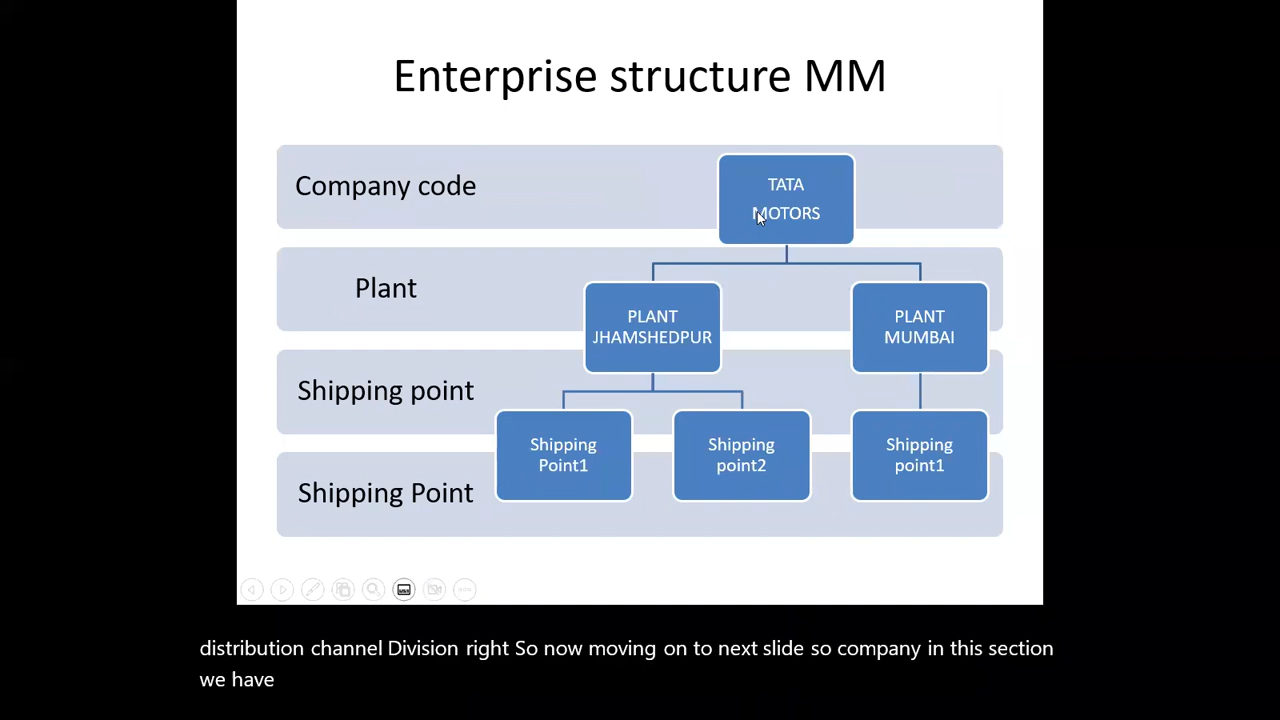 Enterprise structure MM
Company code
TATA
MOTORS
Plant
PLANT
JHAMSHEDPUR
PLANT
MUMBAI
Shipping point
Shipping
Point1
Shipping
point2
Shipping
point1
Shipping Point
distribution channel Division right So now moving on to next slide so company in this section
we have